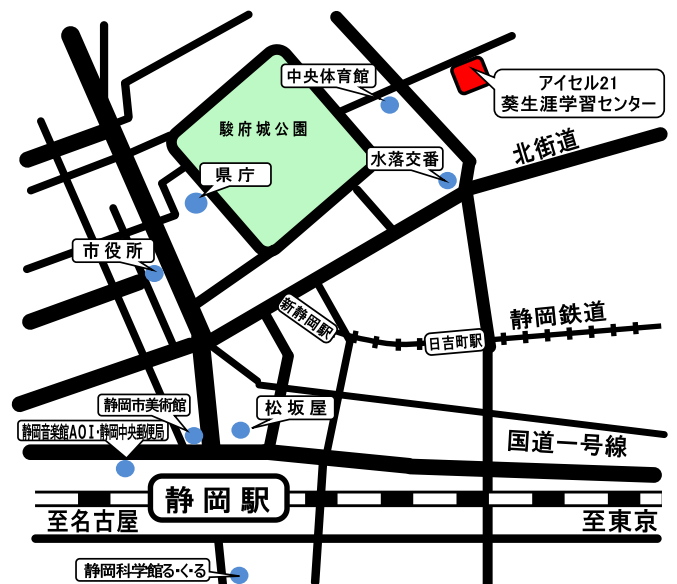 中央体育館
アイセル21
葵生涯学習センター
駿府城公園
北街道
水落交番
県庁
市役所
新静岡駅
静岡鉄道
日吉町駅
静岡市美術館
松坂屋
静岡音楽館AOI・静岡中央郵便局
国道一号線
静岡駅
至名古屋
至東京
静岡科学館る・く・る